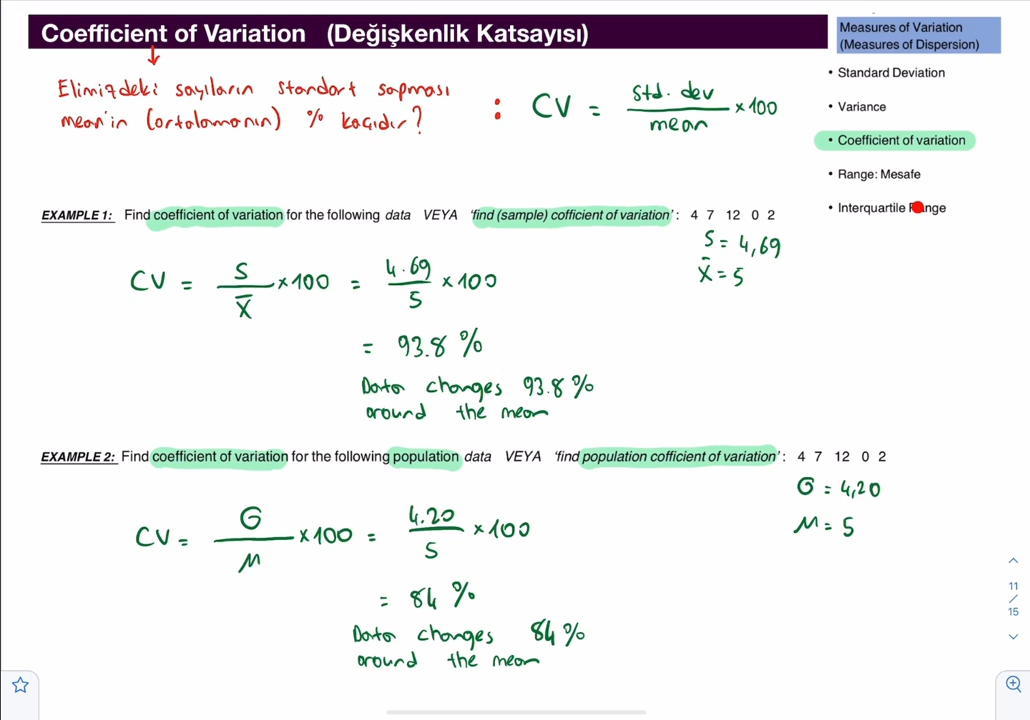 Coefficient of Variation (Değişkenlik Katsayısı)
Measures of Variation
(Measures of Dispersion)
• Standard Deviation
• Variance
• Coefficient of variation
• Range: Mesafe
• Interquartile Range
Elimizdeki sayıların standart sapması
mean'in (ortalamanın) % kaçıdır?
: CV = std. dev / mean × 100
EXAMPLE 1: Find coefficient of variation for the following data VEYA 'find (sample) cofficient of variation': 4 7 12 0 2
S = 4,69
x̄ = 5
CV = S / x̄ × 100 = 4.69 / 5 × 100
= 93.8 %
Data changes 93.8 %
around the mean
EXAMPLE 2: Find coefficient of variation for the following population data VEYA 'find population cofficient of variation': 4 7 12 0 2
σ = 4,20
μ = 5
CV = σ / μ × 100 = 4.20 / 5 × 100
= 84 %
Data changes 84 %
around the mean
11
/
15